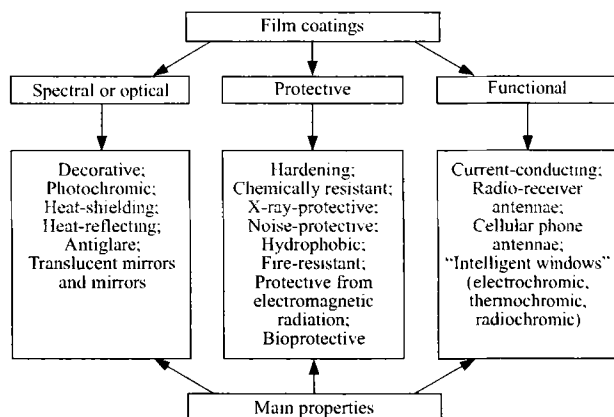 Film coatings
Spectral or optical
Protective
Functional
Decorative;
Photochromic;
Heat-shielding;
Heat-reflecting;
Antiglare;
Translucent mirrors
and mirrors
Hardening;
Chemically resistant;
X-ray-protective;
Noise-protective;
Hydrophobic;
Fire-resistant;
Protective from
electromagnetic
radiation;
Bioprotective
Current-conducting;
Radio-receiver
antennae;
Cellular phone
antennae;
“Intelligent windows”
(electrochromic,
thermochromic,
radiochromic)
Main properties